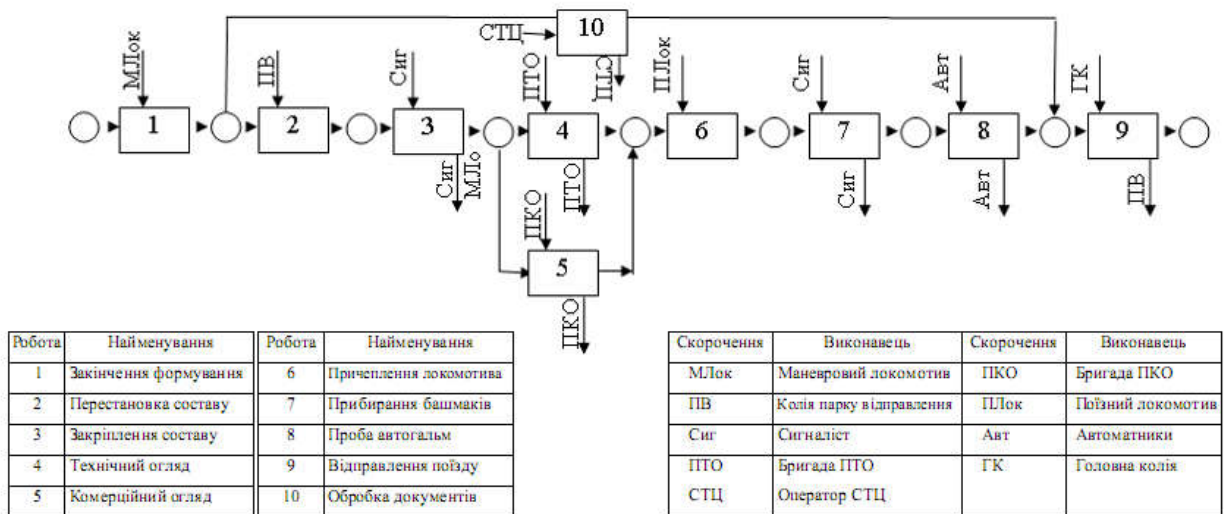 СТЦ
10
СТЦ
МЛок
ПВ
Сиг
ПТО
ПЛок
Сиг
Авт
ГК
1
2
3
4
6
7
8
9
Сиг
МЛо
ПТО
Сиг
Авт
ПВ
ПКО
5
ПКО
Робота Найменування Робота Найменування
1 Закінчення формування 6 Причеплення локомотива
2 Перестановка составу 7 Прибирання башмаків
3 Закріплення составу 8 Проба автогальм
4 Технічний огляд 9 Відправлення поїзду
5 Комерційний огляд 10 Обробка документів
Скорочення Виконавець Скорочення Виконавець
МЛок Маневровий локомотив ПКО Бригада ПКО
ПВ Колія парку відправлення ПЛок Поїзний локомотив
Сиг Сигналіст Авт Автоматники
ПТО Бригада ПТО ГК Головна колія
СТЦ Оператор СТЦ